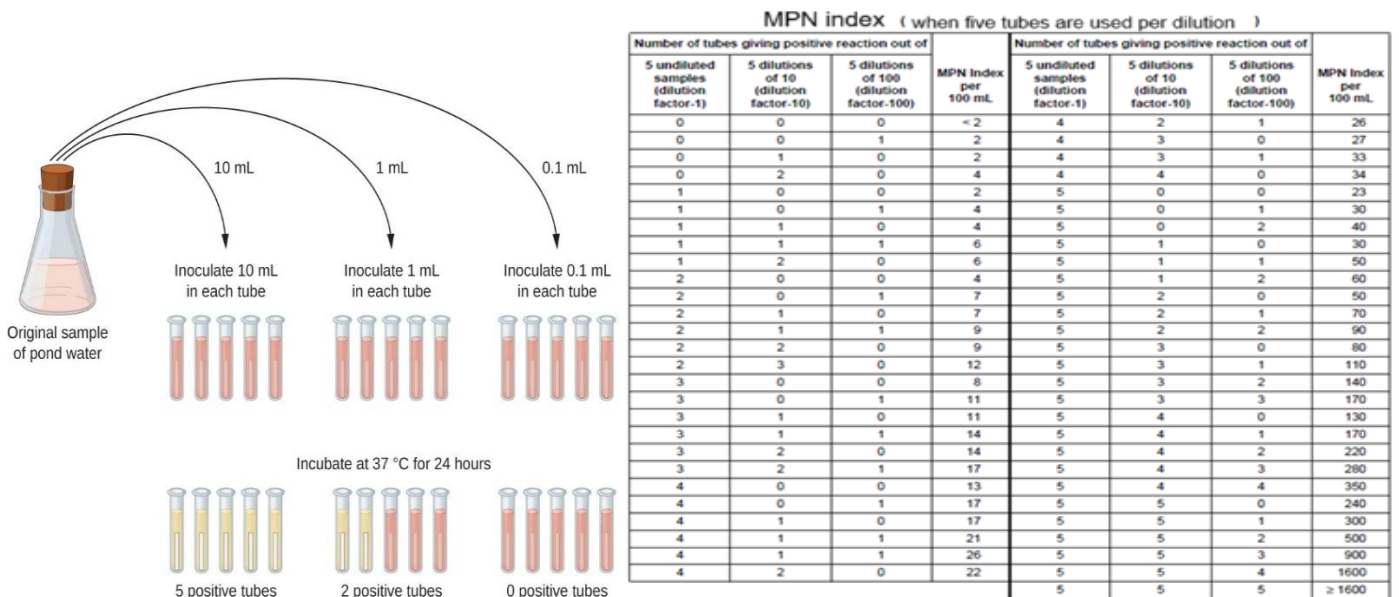 10 mL
1 mL
0.1 mL
Inoculate 10 mL
in each tube
Inoculate 1 mL
in each tube
Inoculate 0.1 mL
in each tube
Original sample
of pond water
Incubate at 37 °C for 24 hours
5 positive tubes
2 positive tubes
0 positive tubes
MPN index ( when five tubes are used per dilution )
Number of tubes giving positive reaction out of
5 undiluted
samples
(dilution
factor-1)
5 dilutions
of 10
(dilution
factor-10)
5 dilutions
of 100
(dilution
factor-100)
MPN Index
per
100 mL
Number of tubes giving positive reaction out of
5 undiluted
samples
(dilution
factor-1)
5 dilutions
of 10
(dilution
factor-10)
5 dilutions
of 100
(dilution
factor-100)
MPN Index
per
100 mL
0 0 0 < 2 4 2 1 26
0 0 1 2 4 3 0 27
0 1 0 2 4 3 1 33
0 2 0 4 4 4 0 34
1 0 0 2 5 0 0 23
1 0 1 4 5 0 1 30
1 1 0 4 5 0 2 40
1 1 1 6 5 1 0 30
1 2 0 6 5 1 1 50
2 0 0 4 5 1 2 60
2 0 1 7 5 2 0 50
2 1 0 7 5 2 1 70
2 1 1 9 5 2 2 90
2 2 0 9 5 3 0 80
2 3 0 12 5 3 1 110
3 0 0 8 5 3 2 140
3 0 1 11 5 3 3 170
3 1 0 11 5 4 0 130
3 1 1 14 5 4 1 170
3 2 0 14 5 4 2 220
3 2 1 17 5 4 3 280
4 0 0 13 5 4 4 350
4 0 1 17 5 5 0 240
4 1 0 17 5 5 1 300
4 1 1 21 5 5 2 500
4 1 1 26 5 5 3 900
4 2 0 22 5 5 4 1600
5 5 5 ≥ 1600